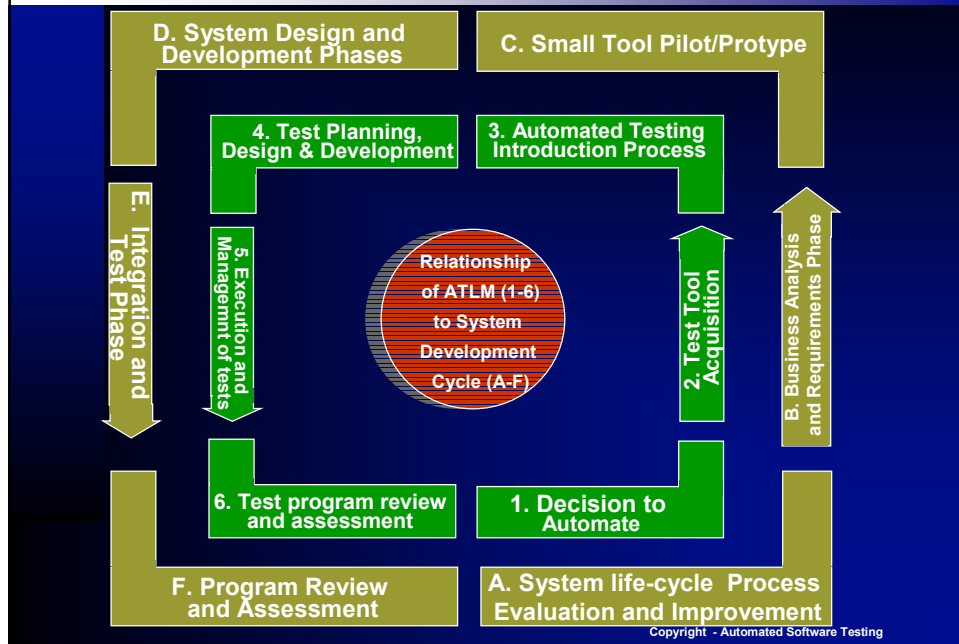 D. System Design and
Development Phases
C. Small Tool Pilot/Protype
4. Test Planning,
Design & Development
3. Automated Testing
Introduction Process
E. Integration and
Test Phase
5. Execution and
Managemnt of tests
Relationship
of ATLM (1-6)
to System
Development
Cycle (A-F)
2. Test Tool
Acquisition
B. Business Analysis
and Requirements Phase
6. Test program review
and assessment
1. Decision to
Automate
F. Program Review
and Assessment
A. System life-cycle Process
Evaluation and Improvement
Copyright - Automated Software Testing